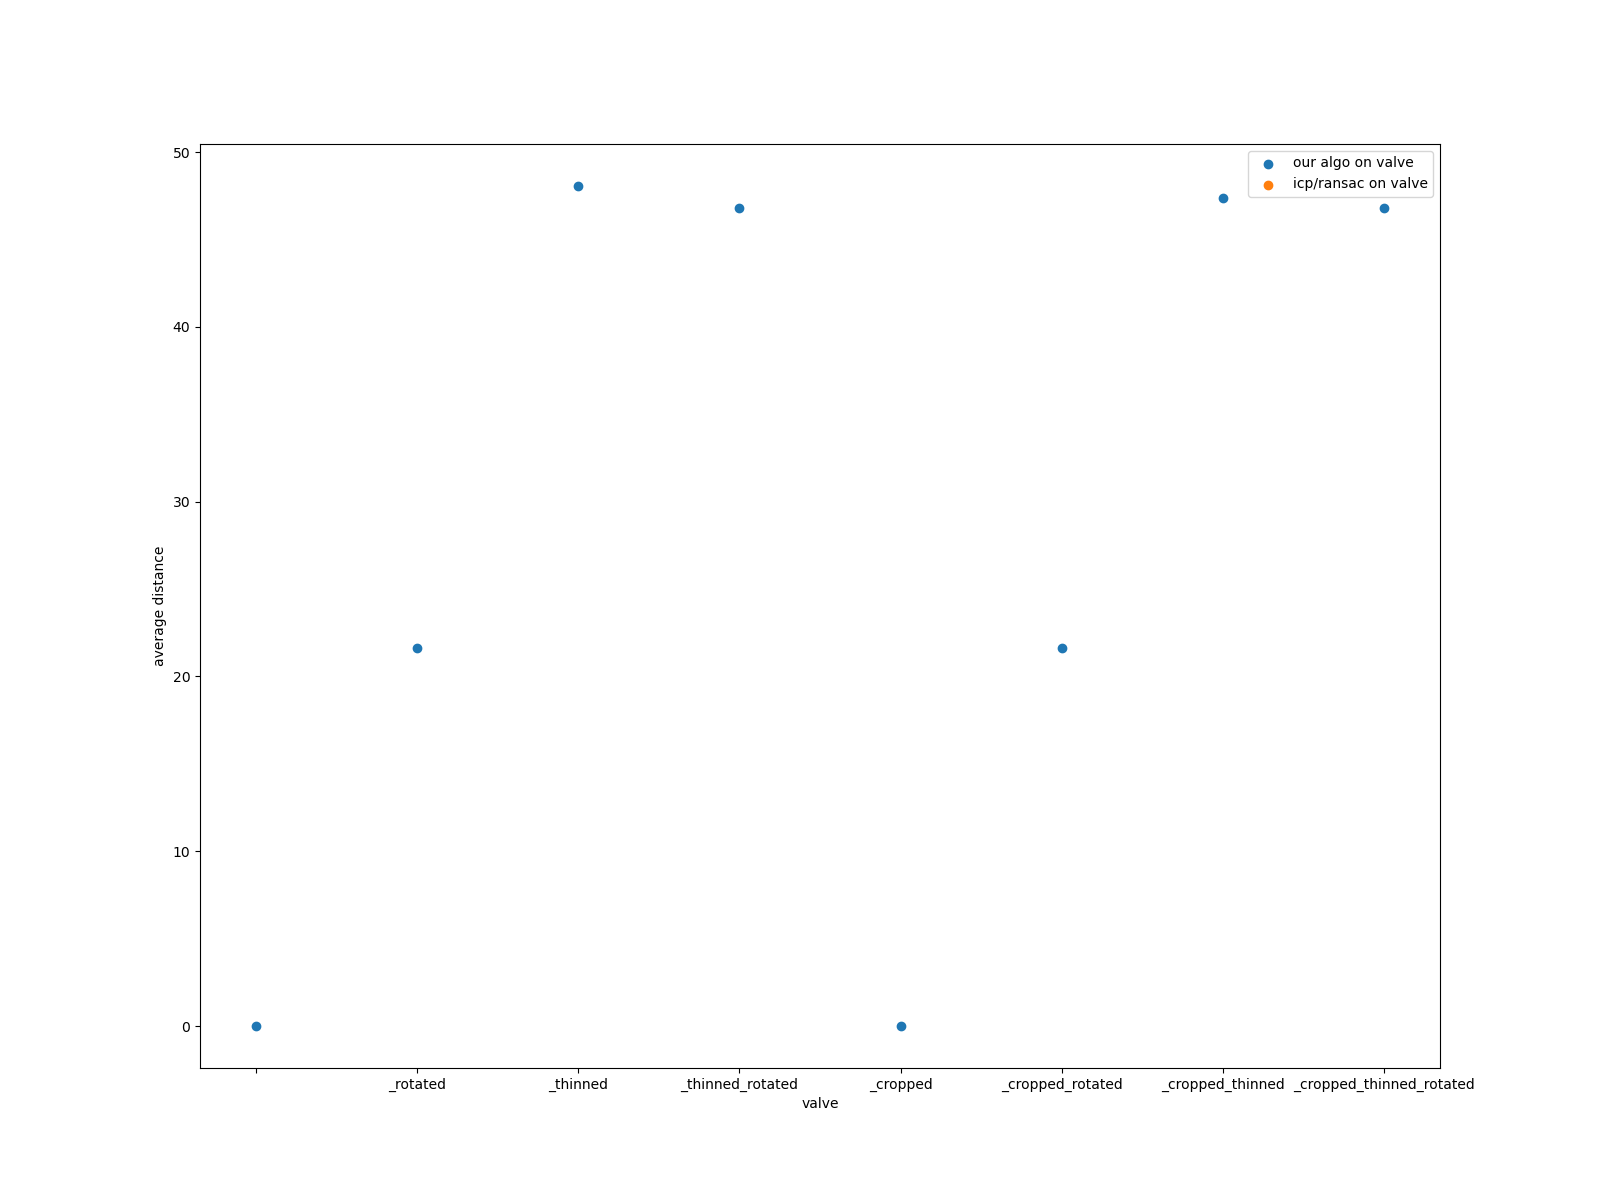 our algo on valve
icp/ransac on valve
50
40
30
20
10
0
average distance
_rotated
_thinned
_thinned_rotated
_cropped
_cropped_rotated
_cropped_thinned
_cropped_thinned_rotated
valve